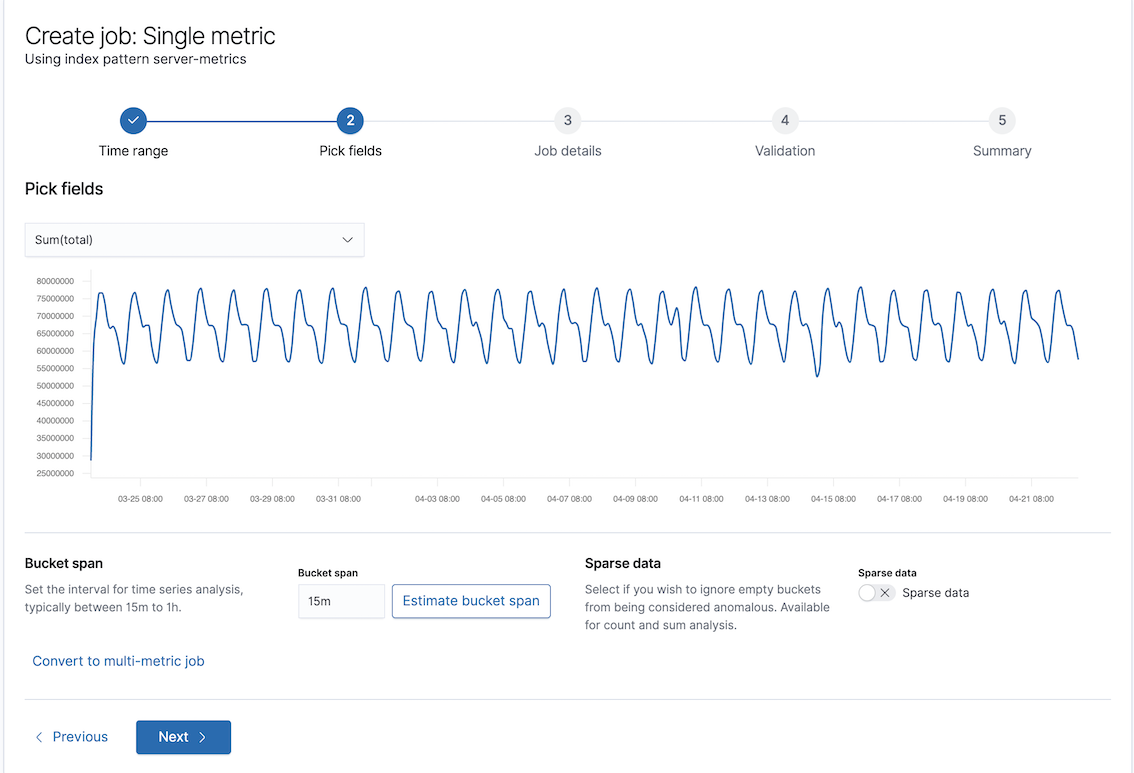 Create job: Single metric
Using index pattern server-metrics
2
3
4
5
Time range
Pick fields
Job details
Validation
Summary
Pick fields
Sum(total)
80000000
75000000
70000000
65000000
60000000
55000000
50000000
45000000
40000000
35000000
30000000
25000000
03-25 08:00
03-27 08:00
03-29 08:00
03-31 08:00
04-03 08:00
04-05 08:00
04-07 08:00
04-09 08:00
04-11 08:00
04-13 08:00
04-15 08:00
04-17 08:00
04-19 08:00
04-21 08:00
Bucket span
Set the interval for time series analysis,
typically between 15m to 1h.
Bucket span
15m
Estimate bucket span
Sparse data
Select if you wish to ignore empty buckets
from being considered anomalous. Available
for count and sum analysis.
Sparse data
Sparse data
Convert to multi-metric job
Previous
Next